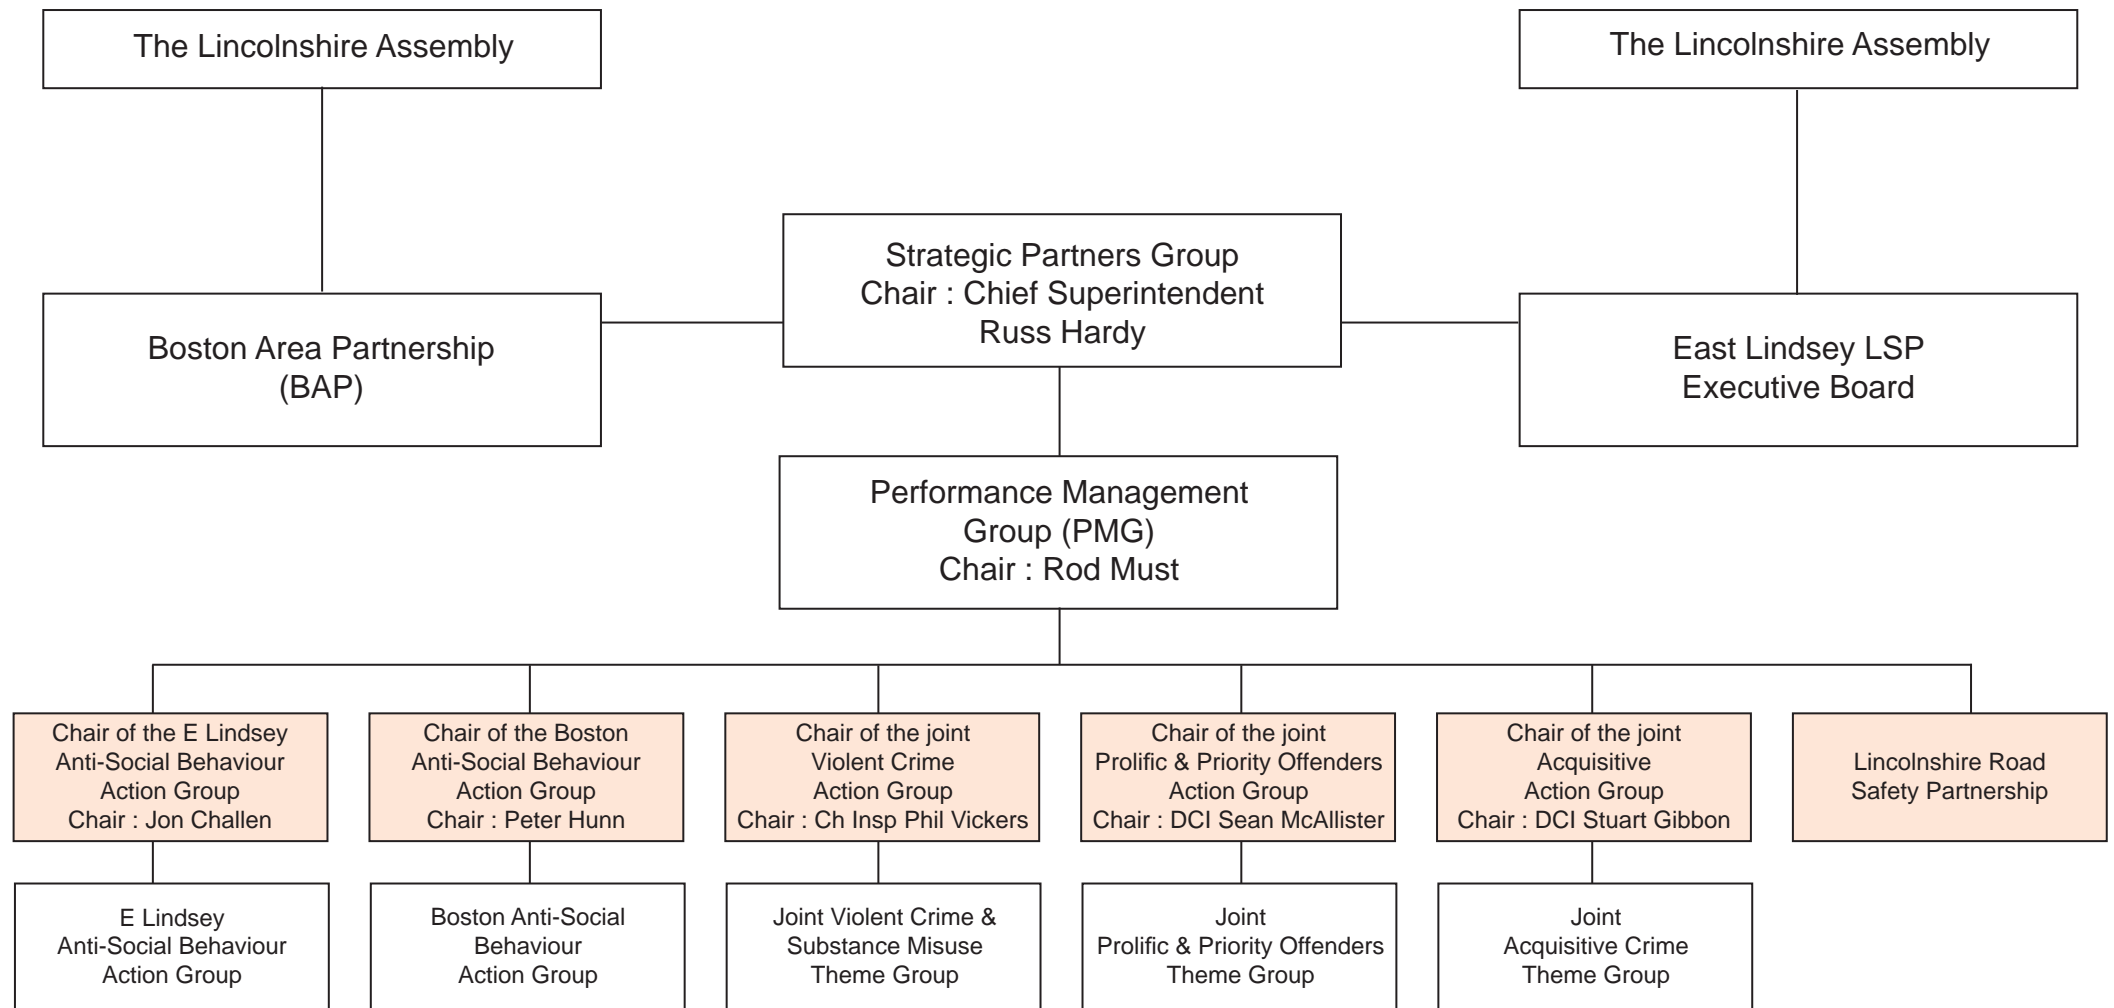 The Lincolnshire Assembly
The Lincolnshire Assembly
Strategic Partners Group
Chair : Chief Superintendent
Russ Hardy
Boston Area Partnership
(BAP)
East Lindsey LSP
Executive Board
Performance Management
Group (PMG)
Chair : Rod Must
Chair of the E Lindsey
Anti-Social Behaviour
Action Group
Chair : Jon Challen
Chair of the Boston
Anti-Social Behaviour
Action Group
Chair : Peter Hunn
Chair of the joint
Violent Crime
Action Group
Chair : Ch Insp Phil Vickers
Chair of the joint
Prolific & Priority Offenders
Action Group
Chair : DCI Sean McAllister
Chair of the joint
Acquisitive
Action Group
Chair : DCI Stuart Gibbon
Lincolnshire Road
Safety Partnership
E Lindsey
Anti-Social Behaviour
Action Group
Boston Anti-Social
Behaviour
Action Group
Joint Violent Crime &
Substance Misuse
Theme Group
Joint
Prolific & Priority Offenders
Theme Group
Joint
Acquisitive Crime
Theme Group